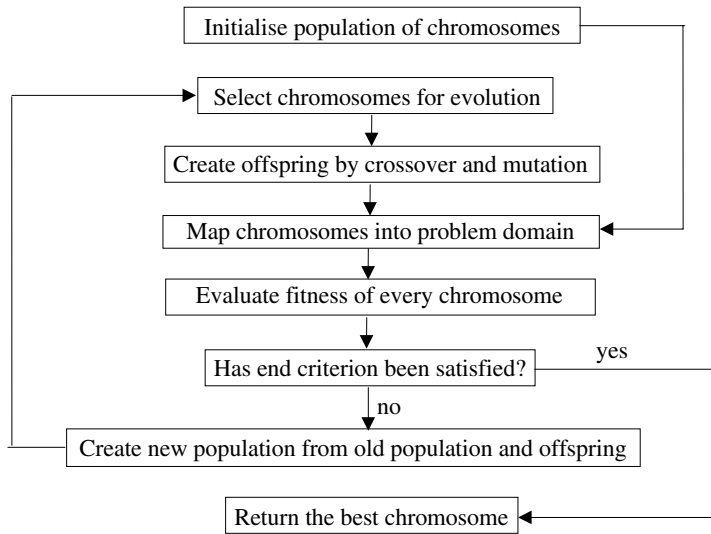 Initialise population of chromosomes
Select chromosomes for evolution
Create offspring by crossover and mutation
Map chromosomes into problem domain
Evaluate fitness of every chromosome
Has end criterion been satisfied?
yes
no
Create new population from old population and offspring
Return the best chromosome